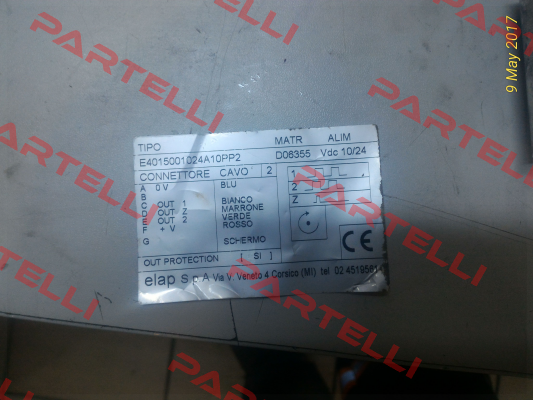 PARTELLI
PARTELLI
PARTELLI
9 May 2017
TIPO MATR ALIM
E4015001024A10PP2 D06355 Vdc 10/24
CONNETTORE CAVO 2
A 0 V BLU
B
C OUT 1 BIANCO
D OUT Z MARRONE
E OUT 2 VERDE
F + V ROSSO
G SCHERMO
1
2
Z
CE
OUT PROTECTION [ SI ]
elap S.p.A Via V. Veneto 4 Corsico (MI) tel 02 4519561
PARTELLI
PARTELLI
PARTELLI